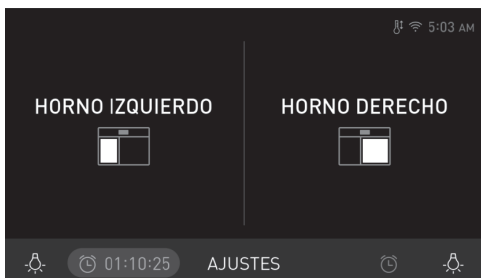 5:03 AM
HORNO IZQUIERDO
HORNO DERECHO
01:10:25
AJUSTES